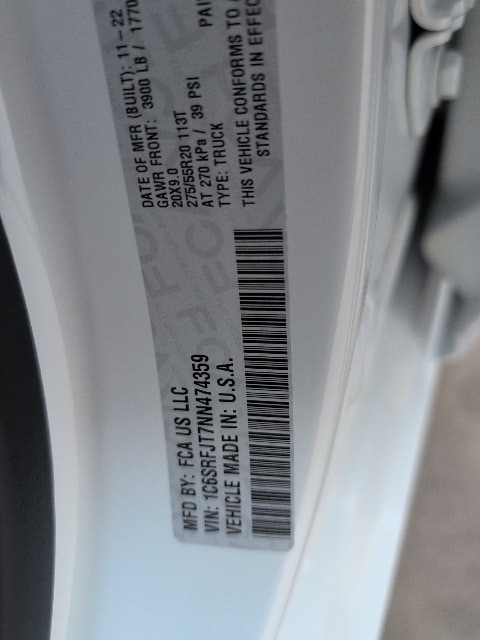 MFD BY: FCA US LLC
VIN: 1C6SRFJT7NN474359
VEHICLE MADE IN: U.S.A.
DATE OF MFR (BUILT): 11-22
GAWR FRONT: 3900 LB / 1770
20X9.0
275/55R20 113T
AT 270 kPa / 39 PSI
TYPE: TRUCK
THIS VEHICLE CONFORMS TO
STANDARDS IN EFFEC